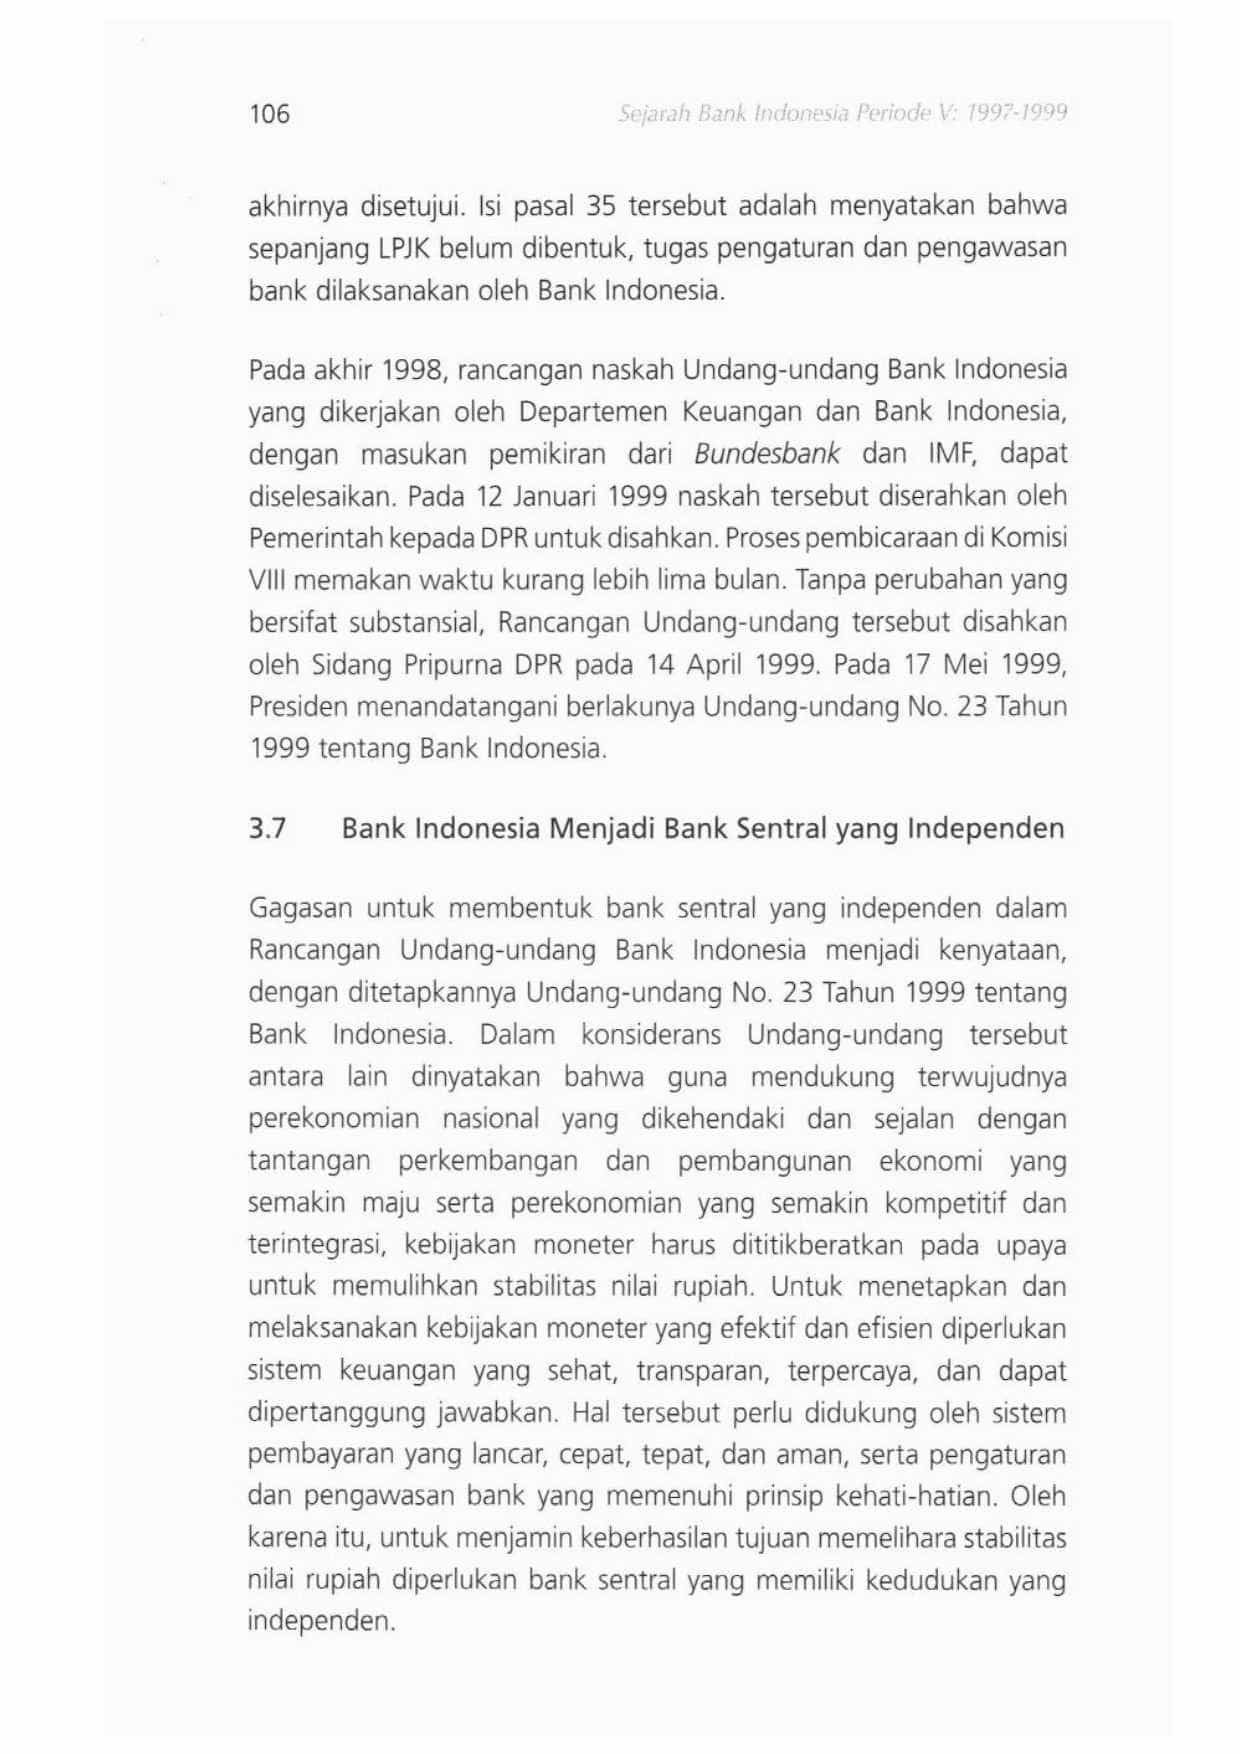 106
Sejarah Bank Indonesia Periode V: 1997-1999
akhirnya disetujui. Isi pasal 35 tersebut adalah menyatakan bahwa
sepanjang LPJK belum dibentuk, tugas pengaturan dan pengawasan
bank dilaksanakan oleh Bank Indonesia.
Pada akhir 1998, rancangan naskah Undang-undang Bank Indonesia
yang dikerjakan oleh Departemen Keuangan dan Bank Indonesia,
dengan masukan pemikiran dari Bundesbank dan IMF, dapat
diselesaikan. Pada 12 Januari 1999 naskah tersebut diserahkan oleh
Pemerintah kepada DPR untuk disahkan. Proses pembicaraan di Komisi
VIII memakan waktu kurang lebih lima bulan. Tanpa perubahan yang
bersifat substansial, Rancangan Undang-undang tersebut disahkan
oleh Sidang Pripurna DPR pada 14 April 1999. Pada 17 Mei 1999,
Presiden menandatangani berlakunya Undang-undang No. 23 Tahun
1999 tentang Bank Indonesia.
3.7 Bank Indonesia Menjadi Bank Sentral yang Independen
Gagasan untuk membentuk bank sentral yang independen dalam
Rancangan Undang-undang Bank Indonesia menjadi kenyataan,
dengan ditetapkannya Undang-undang No. 23 Tahun 1999 tentang
Bank Indonesia. Dalam konsiderans Undang-undang tersebut
antara lain dinyatakan bahwa guna mendukung terwujudnya
perekonomian nasional yang dikehendaki dan sejalan dengan
tantangan perkembangan dan pembangunan ekonomi yang
semakin maju serta perekonomian yang semakin kompetitif dan
terintegrasi, kebijakan moneter harus dititikberatkan pada upaya
untuk memulihkan stabilitas nilai rupiah. Untuk menetapkan dan
melaksanakan kebijakan moneter yang efektif dan efisien diperlukan
sistem keuangan yang sehat, transparan, terpercaya, dan dapat
dipertanggung jawabkan. Hal tersebut perlu didukung oleh sistem
pembayaran yang lancar, cepat, tepat, dan aman, serta pengaturan
dan pengawasan bank yang memenuhi prinsip kehati-hatian. Oleh
karena itu, untuk menjamin keberhasilan tujuan memelihara stabilitas
nilai rupiah diperlukan bank sentral yang memiliki kedudukan yang
independen.